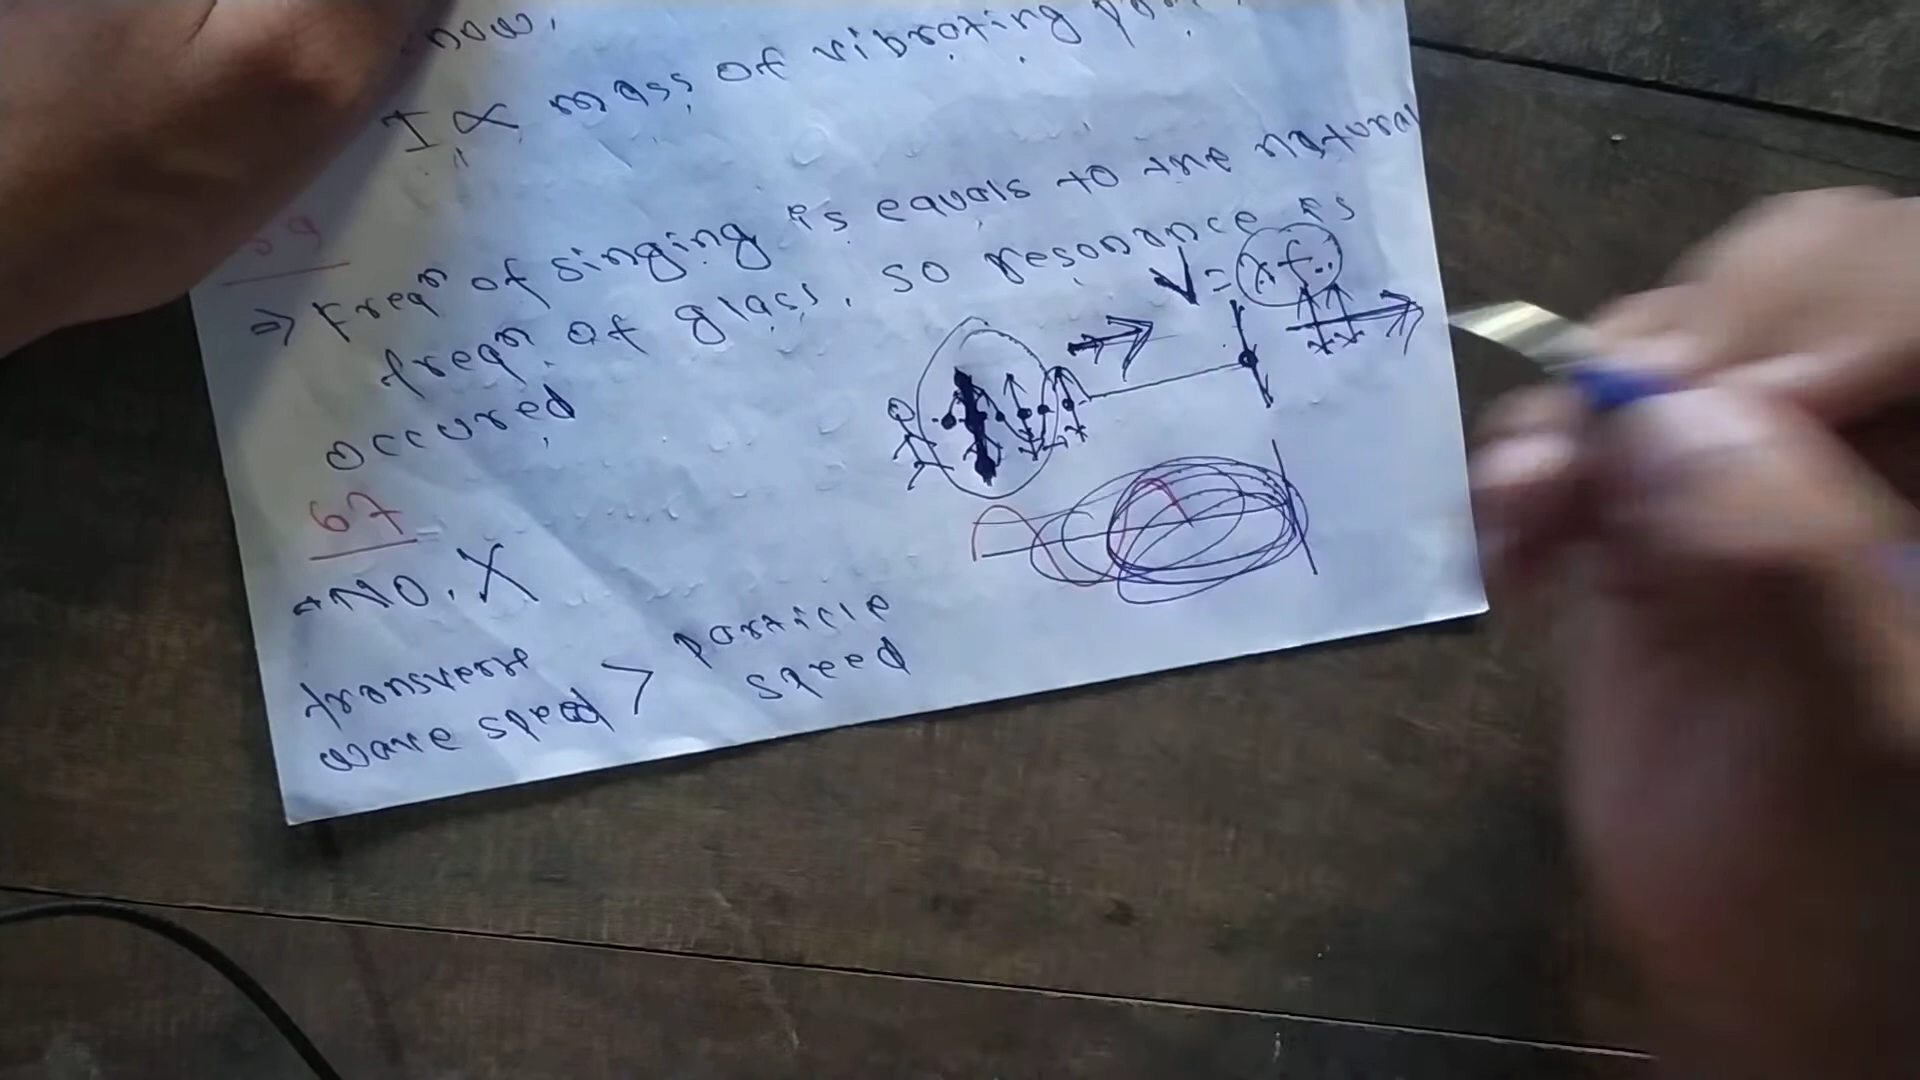 now,
I ∝ mass of vibrating
59
⇒ Freqn of singing is equals to the natural
freqn. of glass, so resonance is
occured
V = λ.f..
67
→ No. X
transverse
wave speed > particle
speed